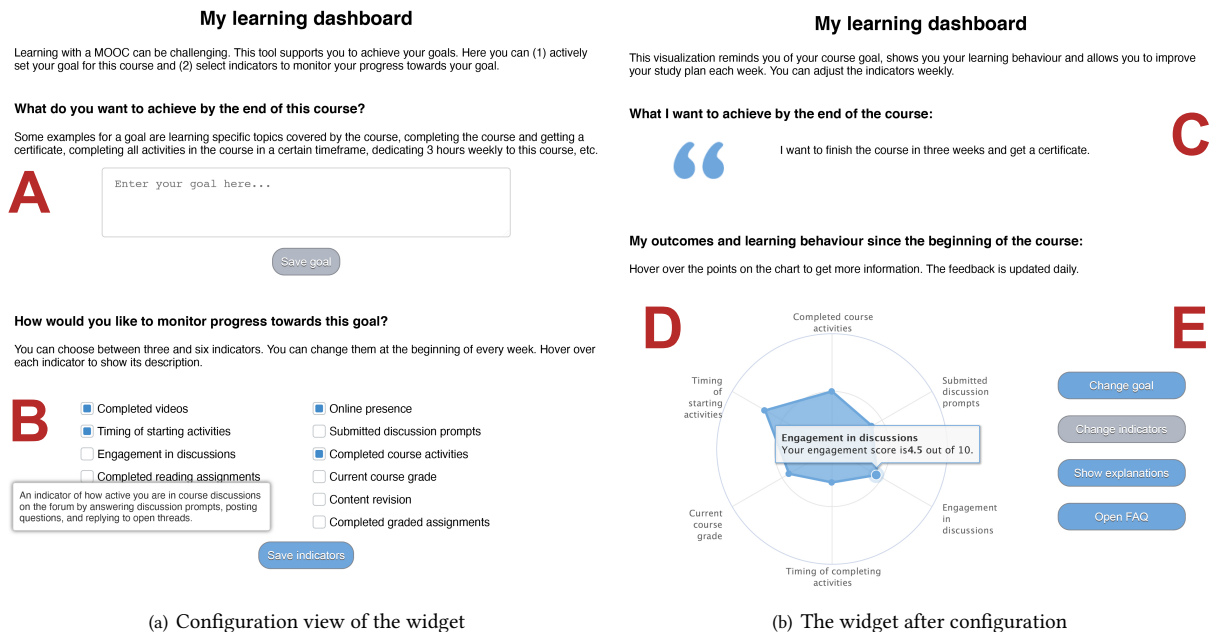 My learning dashboard
Learning with a MOOC can be challenging. This tool supports you to achieve your goals. Here you can (1) actively
set your goal for this course and (2) select indicators to monitor your progress towards your goal.
What do you want to achieve by the end of this course?
Some examples for a goal are learning specific topics covered by the course, completing the course and getting a
certificate, completing all activities in the course in a certain timeframe, dedicating 3 hours weekly to this course, etc.
A
Enter your goal here...
Save goal
How would you like to monitor progress towards this goal?
You can choose between three and six indicators. You can change them at the beginning of every week. Hover over
each indicator to show its description.
B
Completed videos
Online presence
Timing of starting activities
Submitted discussion prompts
Engagement in discussions
Completed course activities
Completed reading assignments
Current course grade
An indicator of how active you are in course discussions
on the forum by answering discussion prompts, posting
questions, and replying to open threads.
Content revision
Completed graded assignments
Save indicators
(a) Configuration view of the widget
My learning dashboard
This visualization reminds you of your course goal, shows you your learning behaviour and allows you to improve
your study plan each week. You can adjust the indicators weekly.
What I want to achieve by the end of the course:
C
“
I want to finish the course in three weeks and get a certificate.
My outcomes and learning behaviour since the beginning of the course:
Hover over the points on the chart to get more information. The feedback is updated daily.
D
E
Completed course
activities
Timing
of
starting
activities
Submitted
discussion
prompts
Engagement in discussions
Your engagement score is4.5 out of 10.
Current
course
grade
Engagement
in
discussions
Timing of completing
activities
Change goal
Change indicators
Show explanations
Open FAQ
(b) The widget after configuration